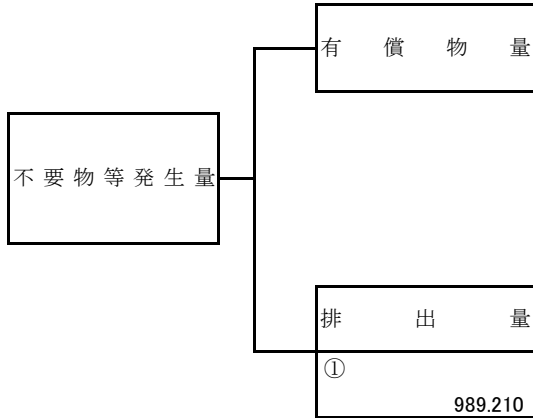 有償物量
不要物等発生量
排出量
①
989.210